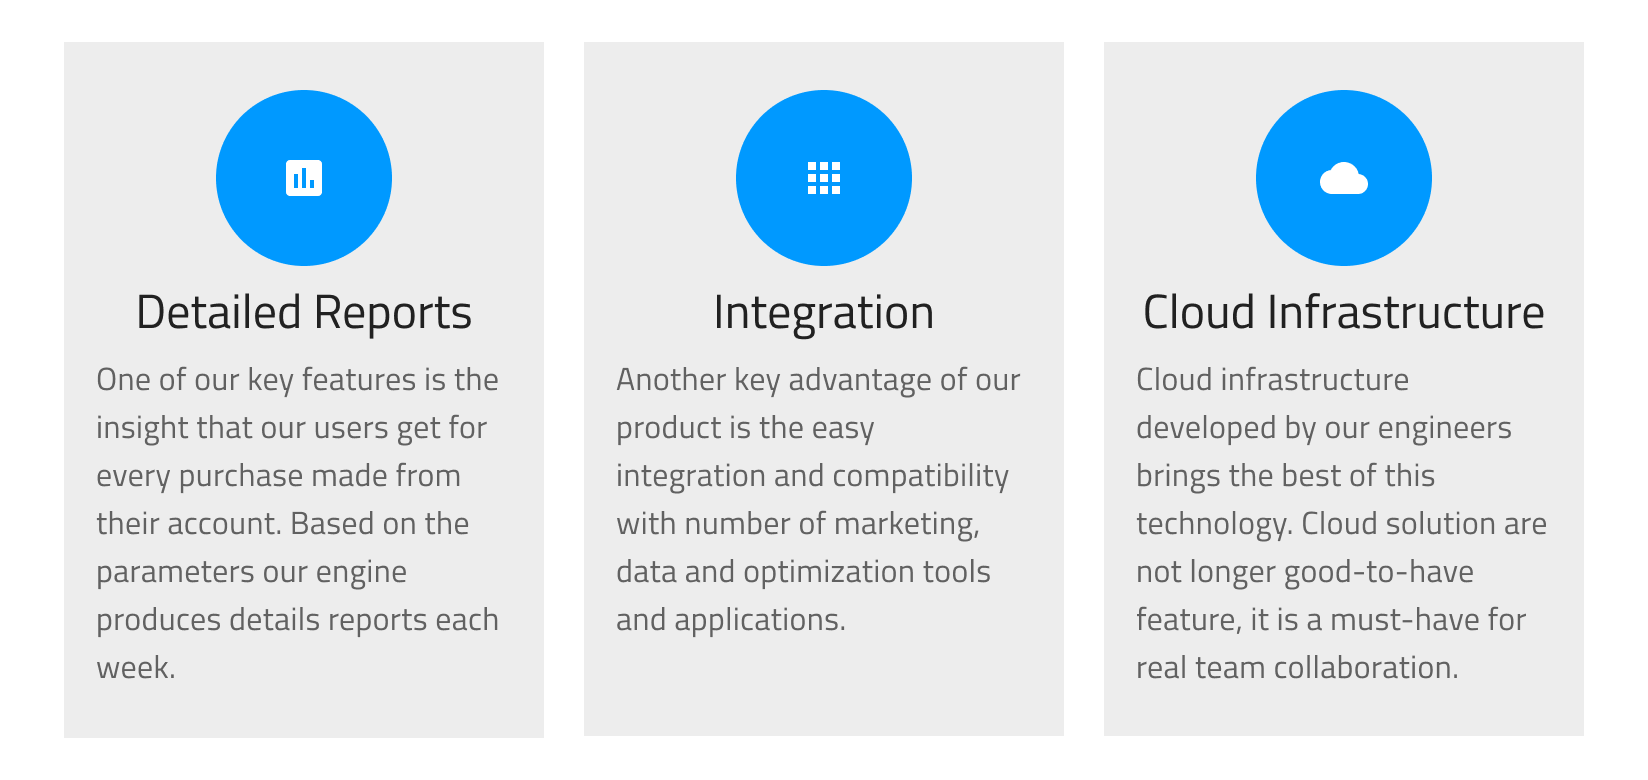 Detailed Reports
One of our key features is the
insight that our users get for
every purchase made from
their account. Based on the
parameters our engine
produces details reports each
week.
Integration
Another key advantage of our
product is the easy
integration and compatibility
with number of marketing,
data and optimization tools
and applications.
Cloud Infrastructure
Cloud infrastructure
developed by our engineers
brings the best of this
technology. Cloud solution are
not longer good-to-have
feature, it is a must-have for
real team collaboration.